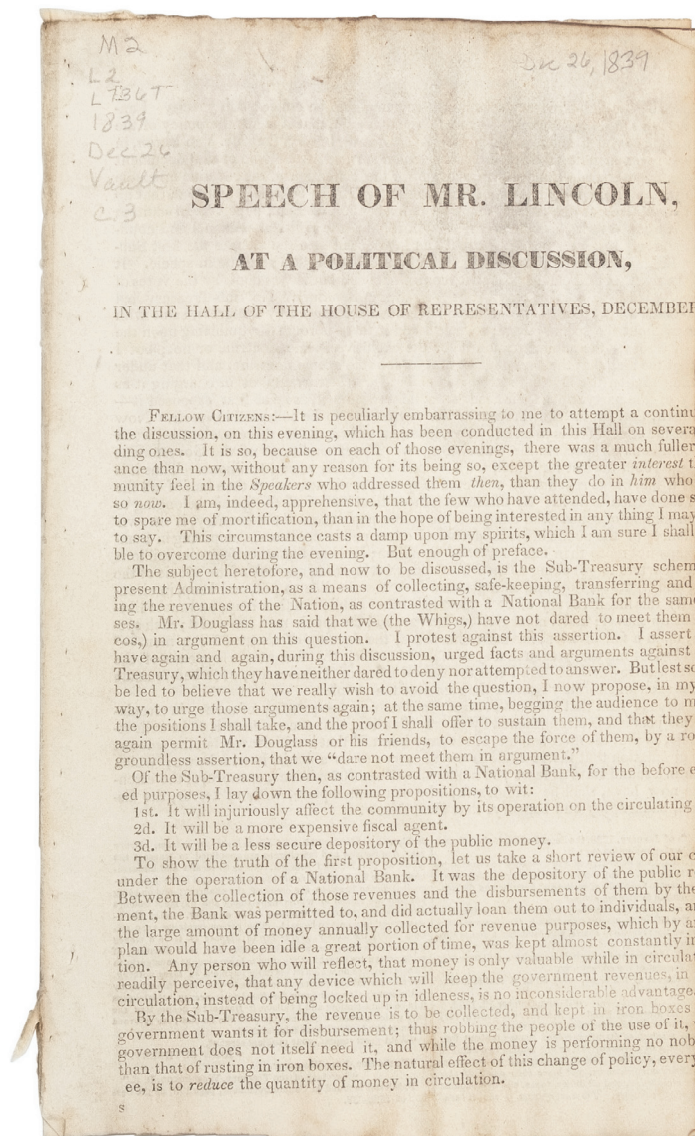 M2
L2
L736T
1839
Dec 26
Vault
c.3
Dec 26, 1839
SPEECH OF MR. LINCOLN,
AT A POLITICAL DISCUSSION,
IN THE HALL OF THE HOUSE OF REPRESENTATIVES, DECEMBER
FELLOW CITIZENS:—It is peculiarly embarrassing to me to attempt a continu
the discussion, on this evening, which has been conducted in this Hall on severa
ding ones. It is so, because on each of those evenings, there was a much fuller
ance than now, without any reason for its being so, except the greater interest t
munity feel in the Speakers who addressed them then, than they do in him who
so now. I am, indeed, apprehensive, that the few who have attended, have done s
to spare me of mortification, than in the hope of being interested in any thing I may
to say. This circumstance casts a damp upon my spirits, which I am sure I shall
ble to overcome during the evening. But enough of preface.
The subject heretofore, and now to be discussed, is the Sub-Treasury schem
present Administration, as a means of collecting, safe-keeping, transferring and
ing the revenues of the Nation, as contrasted with a National Bank for the same
ses. Mr. Douglass has said that we (the Whigs,) have not dared to meet them
cos,) in argument on this question. I protest against this assertion. I assert
have again and again, during this discussion, urged facts and arguments against
Treasury, which they have neither dared to deny nor attempted to answer. But lest so
be led to believe that we really wish to avoid the question, I now propose, in my
way, to urge those arguments again; at the same time, begging the audience to m
the positions I shall take, and the proof I shall offer to sustain them, and that they
again permit Mr. Douglass or his friends, to escape the force of them, by a ro
groundless assertion, that we "dare not meet them in argument."
Of the Sub-Treasury then, as contrasted with a National Bank, for the before e
ed purposes, I lay down the following propositions, to wit:
1st. It will injuriously affect the community by its operation on the circulating
2d. It will be a more expensive fiscal agent.
3d. It will be a less secure depository of the public money.
To show the truth of the first proposition, let us take a short review of our c
under the operation of a National Bank. It was the depository of the public r
Between the collection of those revenues and the disbursements of them by the
ment, the Bank was permitted to, and did actually loan them out to individuals, a
the large amount of money annually collected for revenue purposes, which by a
plan would have been idle a great portion of time, was kept almost constantly in
tion. Any person who will reflect, that money is only valuable while in circula
readily perceive, that any device which will keep the government revenues, in
circulation, instead of being locked up in idleness, is no inconsiderable advantage.
By the Sub-Treasury, the revenue is to be collected, and kept in iron boxes
government wants it for disbursement; thus robbing the people of the use of it,
government does not itself need it, and while the money is performing no nob
than that of rusting in iron boxes. The natural effect of this change of policy, every
ee, is to reduce the quantity of money in circulation.
s